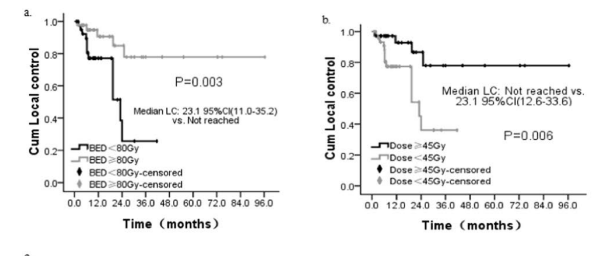 a.
1.0
0.8
0.6
0.4
0.2
0.0
Cum Local control
P=0.003
Median LC: 23.1 95%CI(11.0-35.2)
vs. Not reached
BED<80Gy
BED≥80Gy
BED<80Gy-censored
BED≥80Gy-censored
0.0 12.0 24.0 36.0 48.0 60.0 72.0 84.0 96.0
Time (months)
b.
1.0
0.8
0.6
0.4
0.2
0.0
Cum Local control
Median LC: Not reached vs.
23.1 95%CI(12.6-33.6)
P=0.006
Dose≥45Gy
Dose<45Gy
Dose≥45Gy-censored
Dose<45Gy-censored
0.0 12.0 24.0 36.0 48.0 60.0 72.0 84.0 96.0
Time (months)